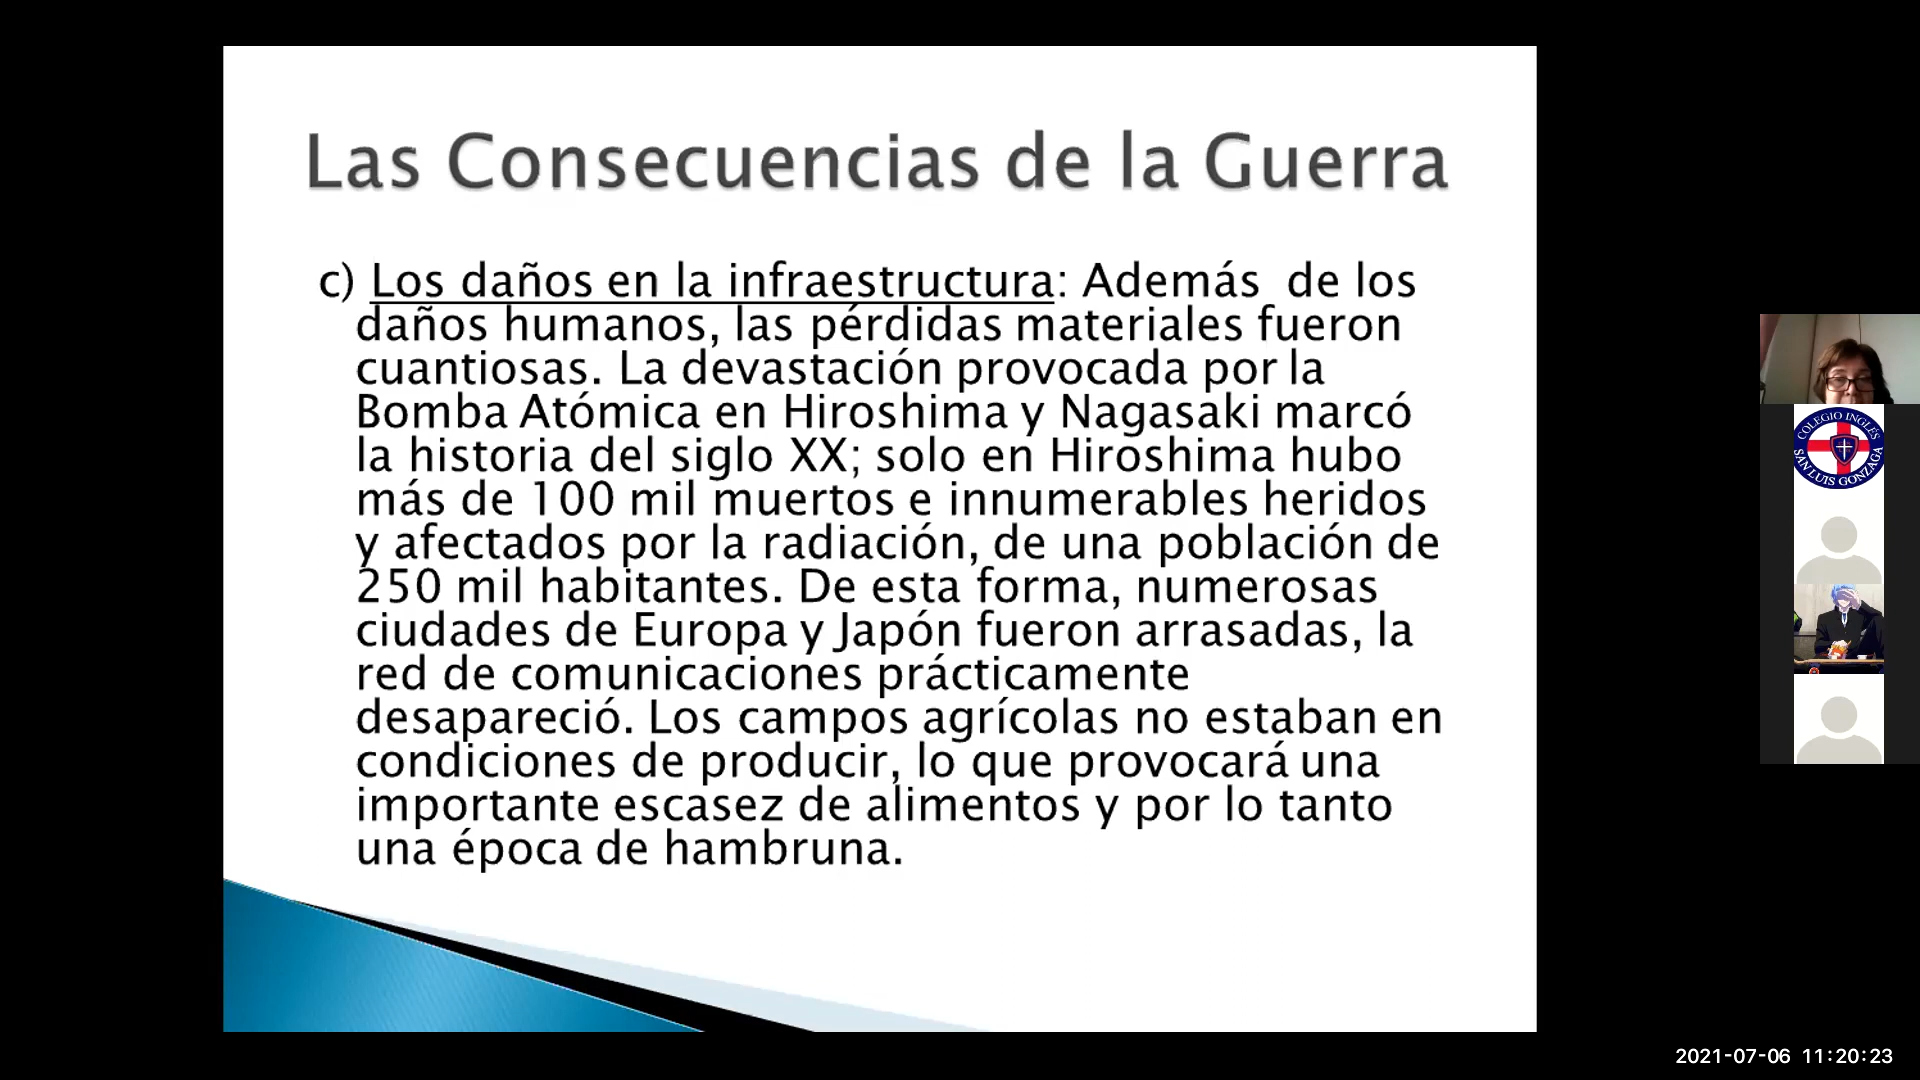 Las Consecuencias de la Guerra
c) Los daños en la infraestructura: Además de los
daños humanos, las pérdidas materiales fueron
cuantiosas. La devastación provocada por la
Bomba Atómica en Hiroshima y Nagasaki marcó
la historia del siglo XX; solo en Hiroshima hubo
más de 100 mil muertos e innumerables heridos
y afectados por la radiación, de una población de
250 mil habitantes. De esta forma, numerosas
ciudades de Europa y Japón fueron arrasadas, la
red de comunicaciones prácticamente
desapareció. Los campos agrícolas no estaban en
condiciones de producir, lo que provocará una
importante escasez de alimentos y por lo tanto
una época de hambruna.
COLEGIO INGLÉS
SAN LUIS GONZAGA
2021-07-06 11:20:23